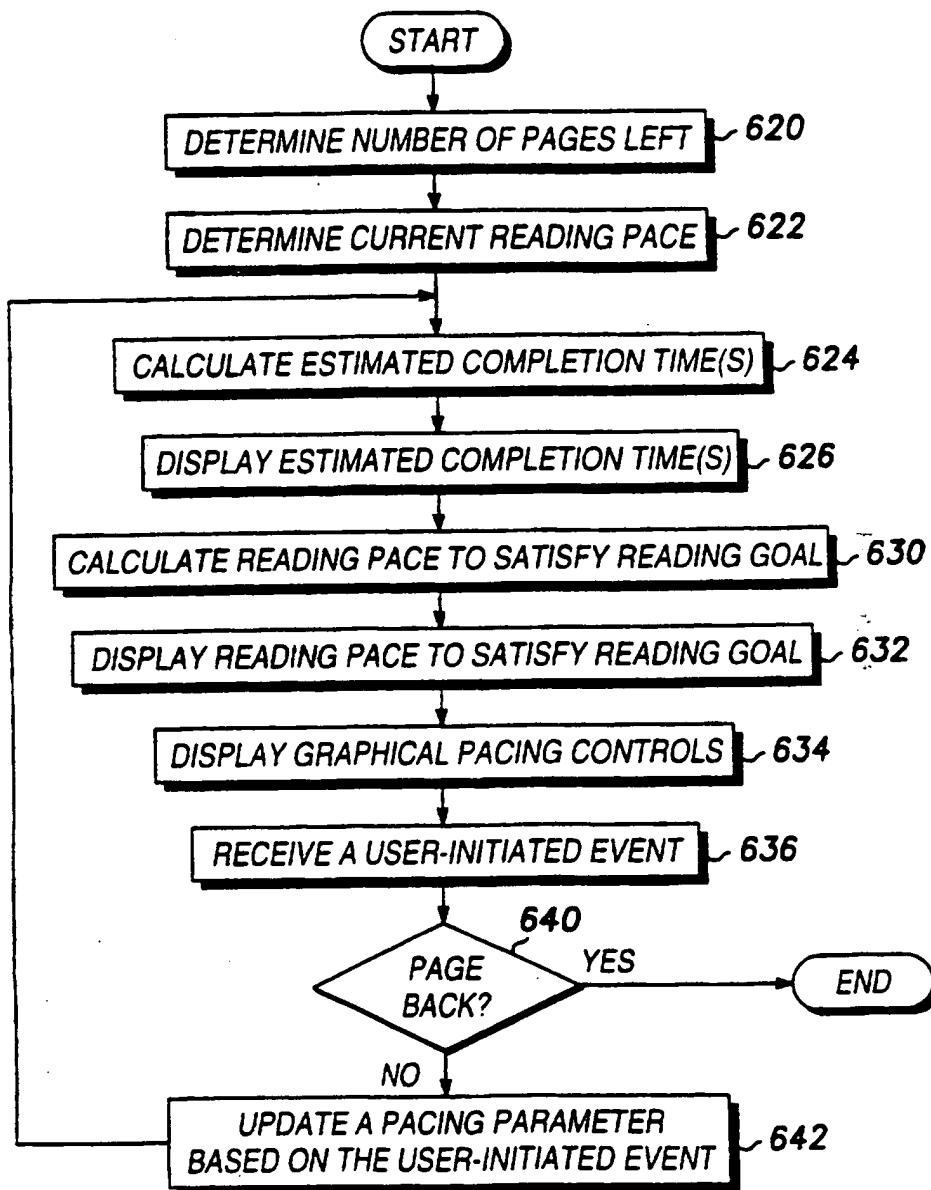 START
DETERMINE NUMBER OF PAGES LEFT 620
DETERMINE CURRENT READING PACE 622
CALCULATE ESTIMATED COMPLETION TIME(S) 624
DISPLAY ESTIMATED COMPLETION TIME(S) 626
CALCULATE READING PACE TO SATISFY READING GOAL 630
DISPLAY READING PACE TO SATISFY READING GOAL 632
DISPLAY GRAPHICAL PACING CONTROLS 634
RECEIVE A USER-INITIATED EVENT 636
640
PAGE
BACK?
YES
END
NO
UPDATE A PACING PARAMETER
BASED ON THE USER-INITIATED EVENT 642